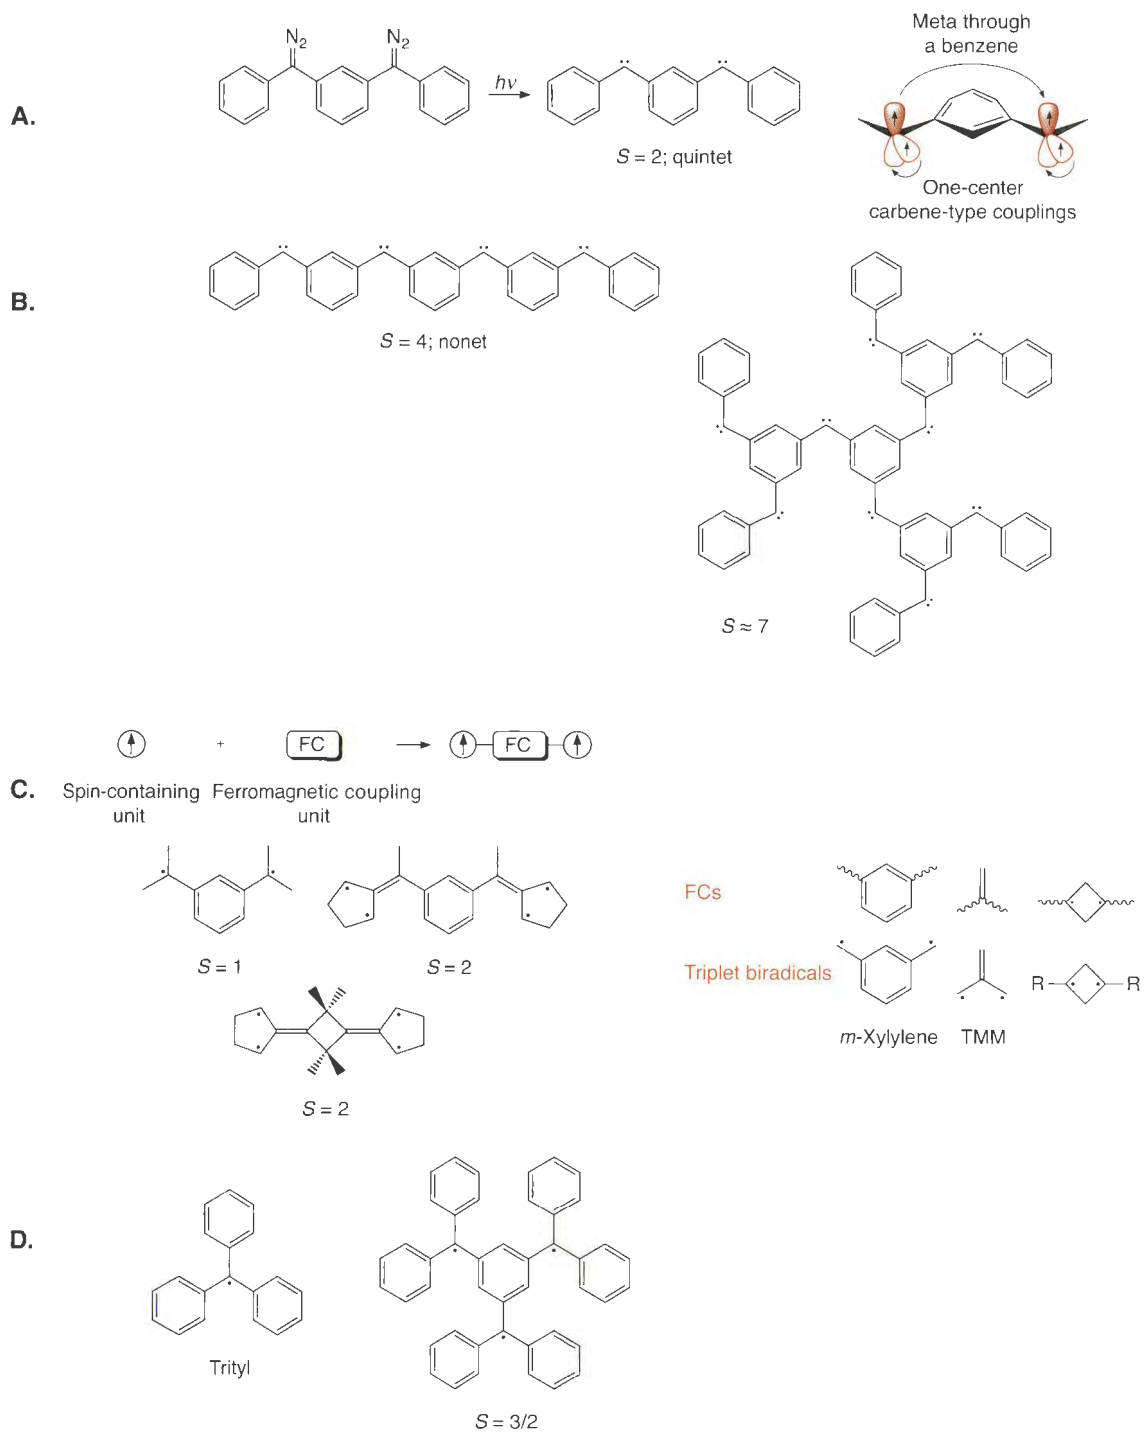 A.
N2
N2
hν
S = 2; quintet
Meta through
a benzene
One-center
carbene-type couplings
B.
S = 4; nonet
S ≈ 7
C.
+
FC
FC
Spin-containing
unit
Ferromagnetic coupling
unit
S = 1
S = 2
S = 2
FCs
Triplet biradicals
R
R
m-Xylylene
TMM
D.
Trityl
S = 3/2